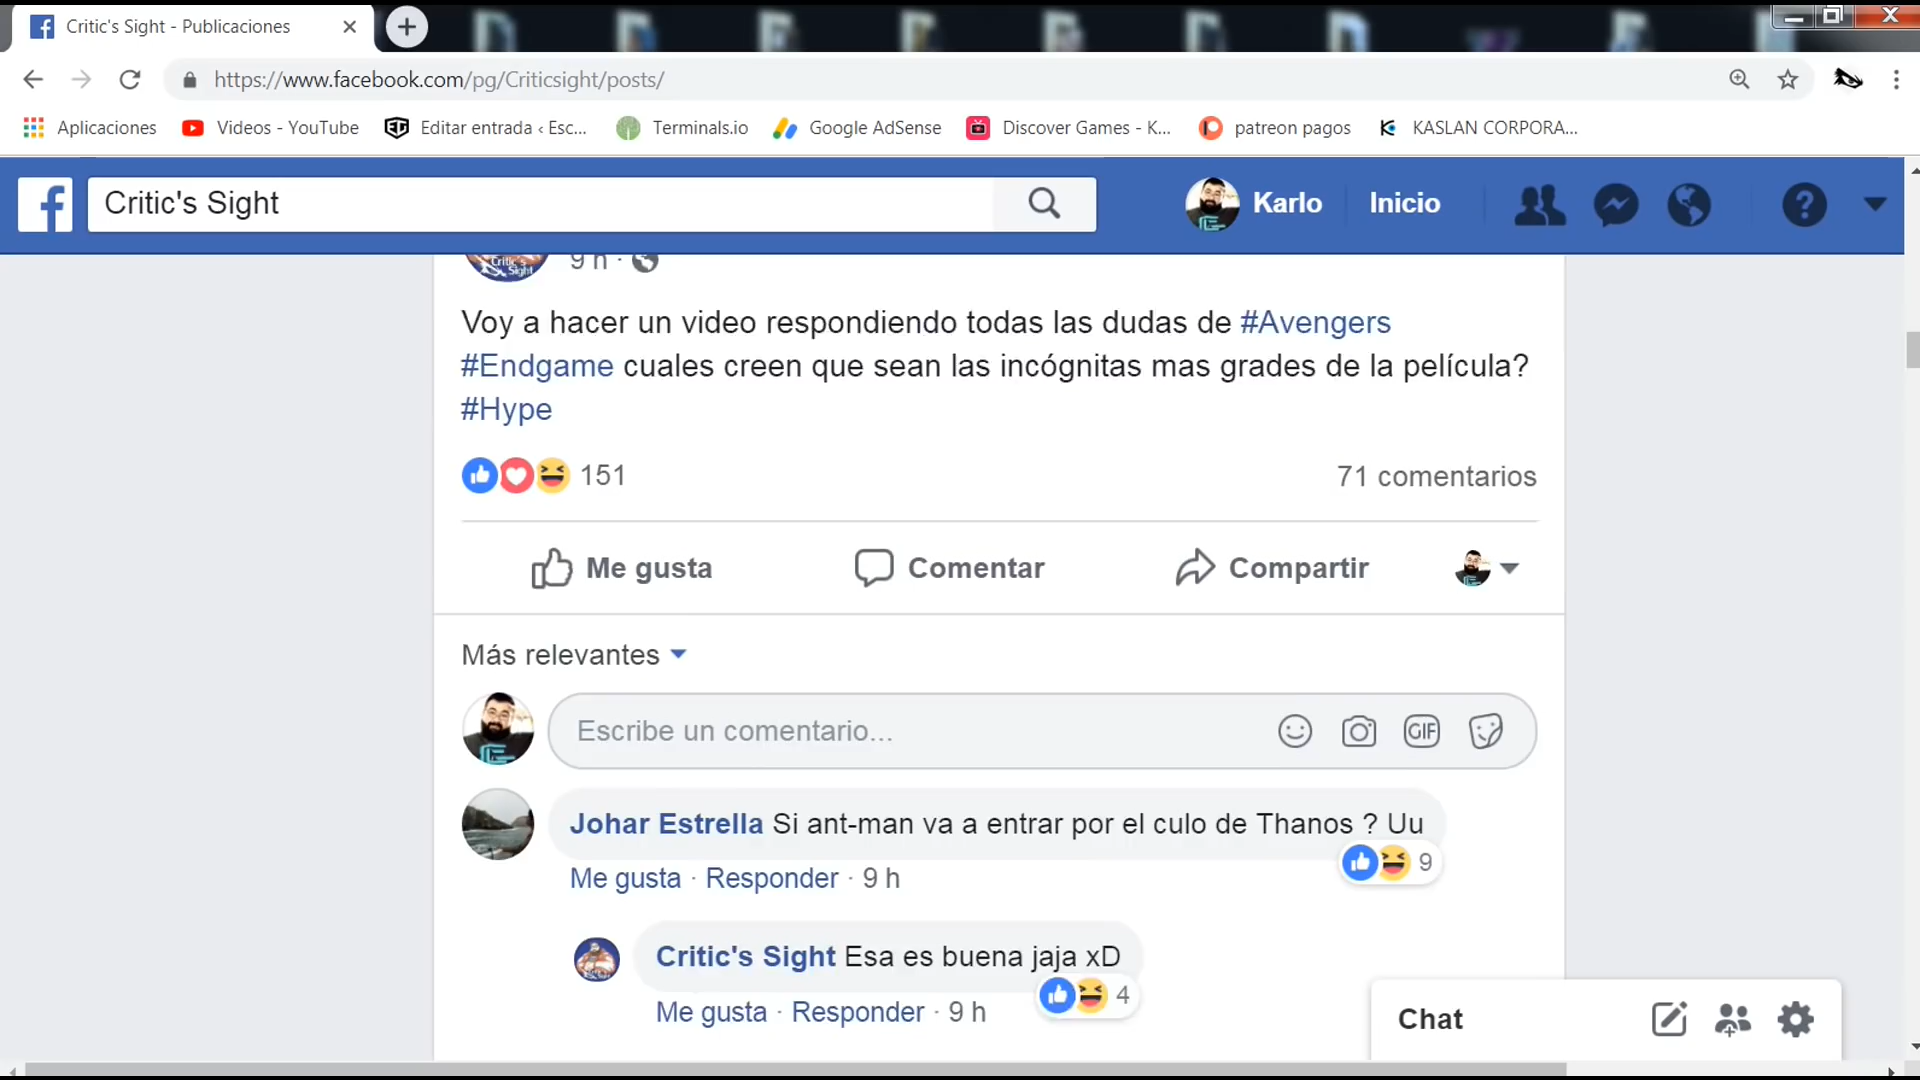 Critic's Sight - Publicaciones
https://www.facebook.com/pg/Criticsight/posts/
Aplicaciones
Videos - YouTube
Editar entrada ‹ Esc...
Terminals.io
Google AdSense
Discover Games - K...
patreon pagos
KASLAN CORPORA...
Critic's Sight
Karlo
Inicio
Critic's Sight
9 h ·
Voy a hacer un video respondiendo todas las dudas de #Avengers
#Endgame cuales creen que sean las incógnitas mas grades de la película?
#Hype
151
71 comentarios
Me gusta
Comentar
Compartir
Más relevantes
Escribe un comentario...
GIF
Johar Estrella Si ant-man va a entrar por el culo de Thanos ? Uu
9
Me gusta · Responder · 9 h
Critic's Sight Esa es buena jaja xD
4
Me gusta · Responder · 9 h
Chat